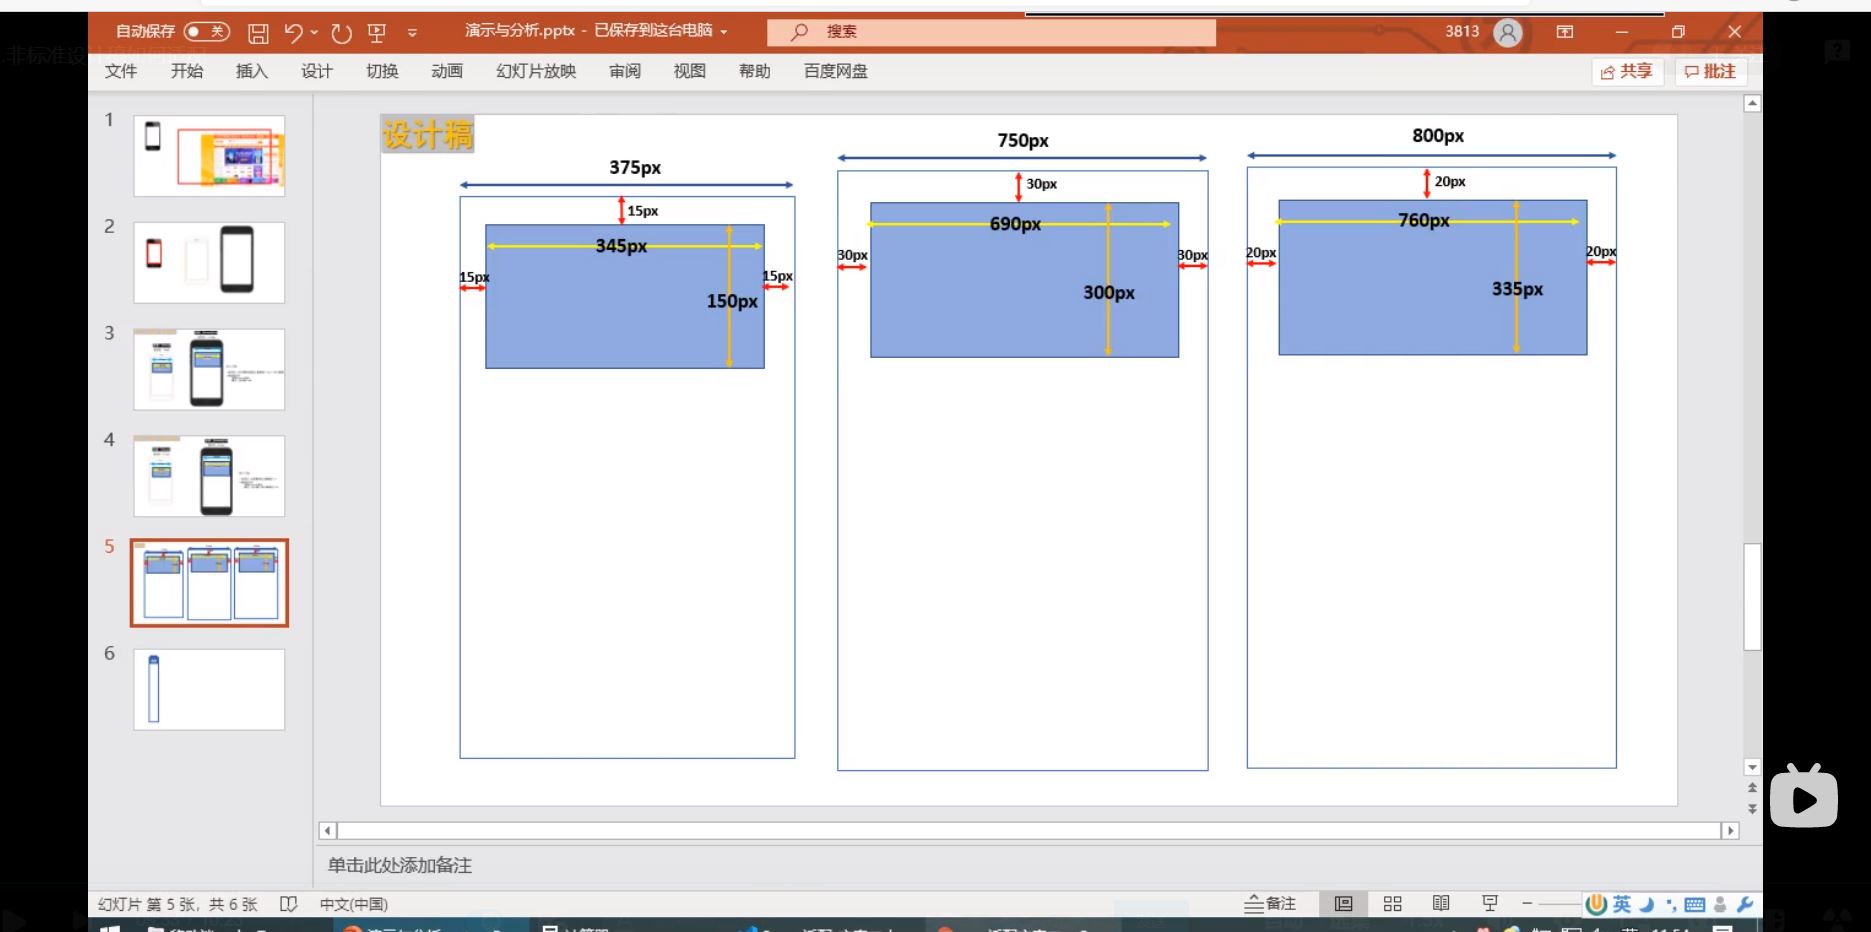 自动保存 关 演示与分析.pptx - 已保存到这台电脑 搜索 3813
文件 开始 插入 设计 切换 动画 幻灯片放映 审阅 视图 帮助 百度网盘 共享 批注
1
2
3
4
5
6
设计稿
375px
15px
345px
15px
15px
150px
750px
30px
690px
30px
30px
300px
800px
20px
760px
20px
20px
335px
单击此处添加备注
幻灯片 第 5 张，共 6 张 中文(中国) 备注 英